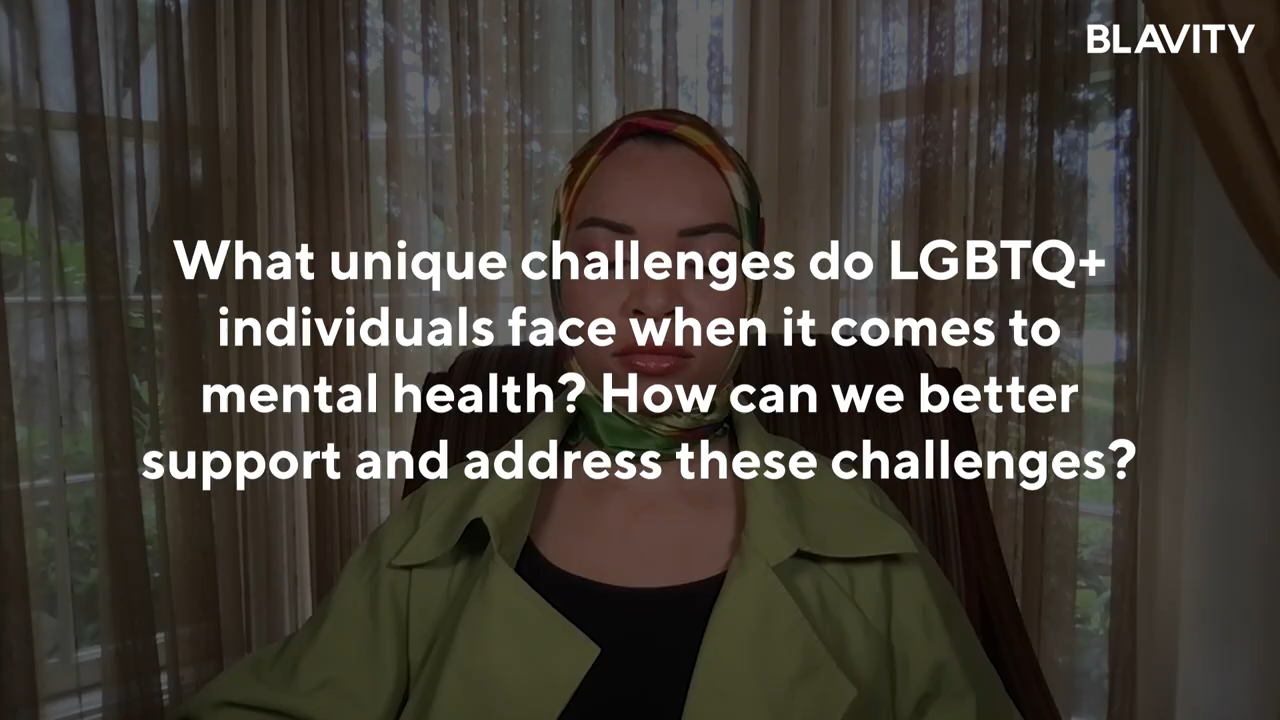 BLAVITY
What unique challenges do LGBTQ+
individuals face when it comes to
mental health? How can we better
support and address these challenges?